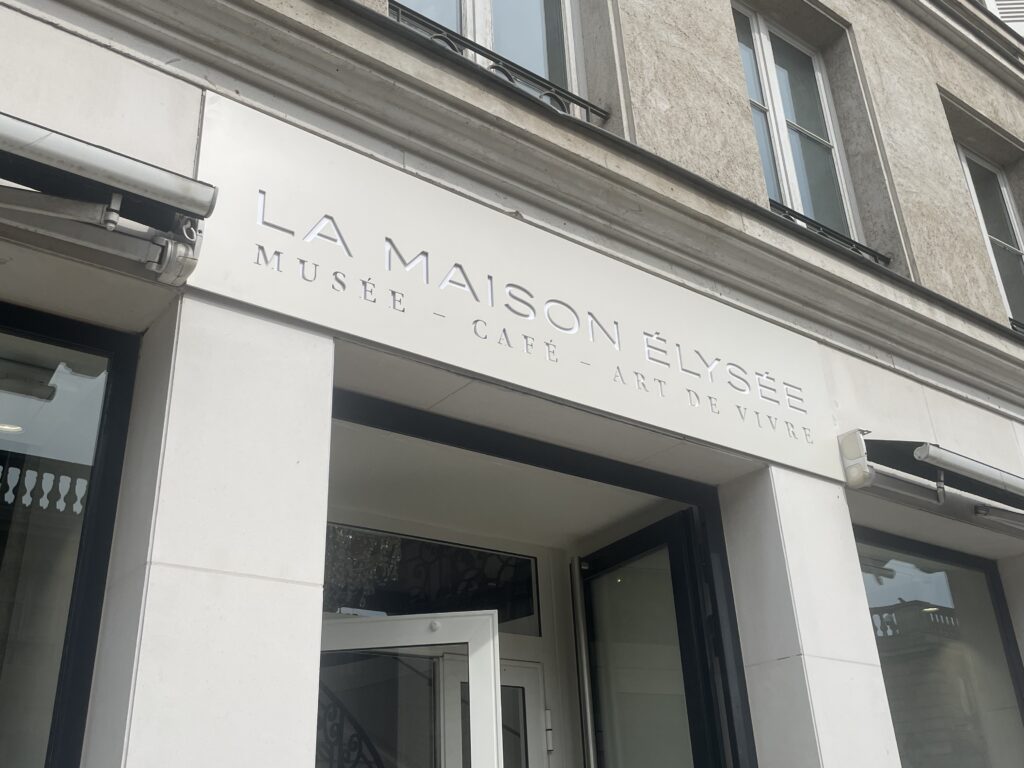 LA MAISON ÉLYSÉE
MUSÉE – CAFÉ – ART DE VIVRE